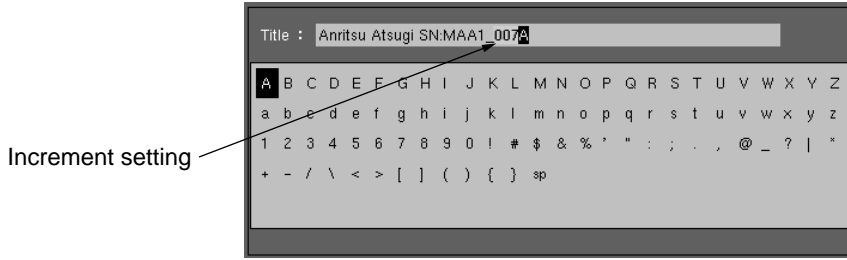 Title : Anritsu Atsugi SN:MAA1_007A
A B C D E F G H I J K L M N O P Q R S T U V W X Y Z
a b c d e f g h i j k l m n o p q r s t u v w x y z
Increment setting
1 2 3 4 5 6 7 8 9 0 ! # $ & % ' " : ; . , @ _ ? | *
+ - / \ < > [ ] ( ) { } sp